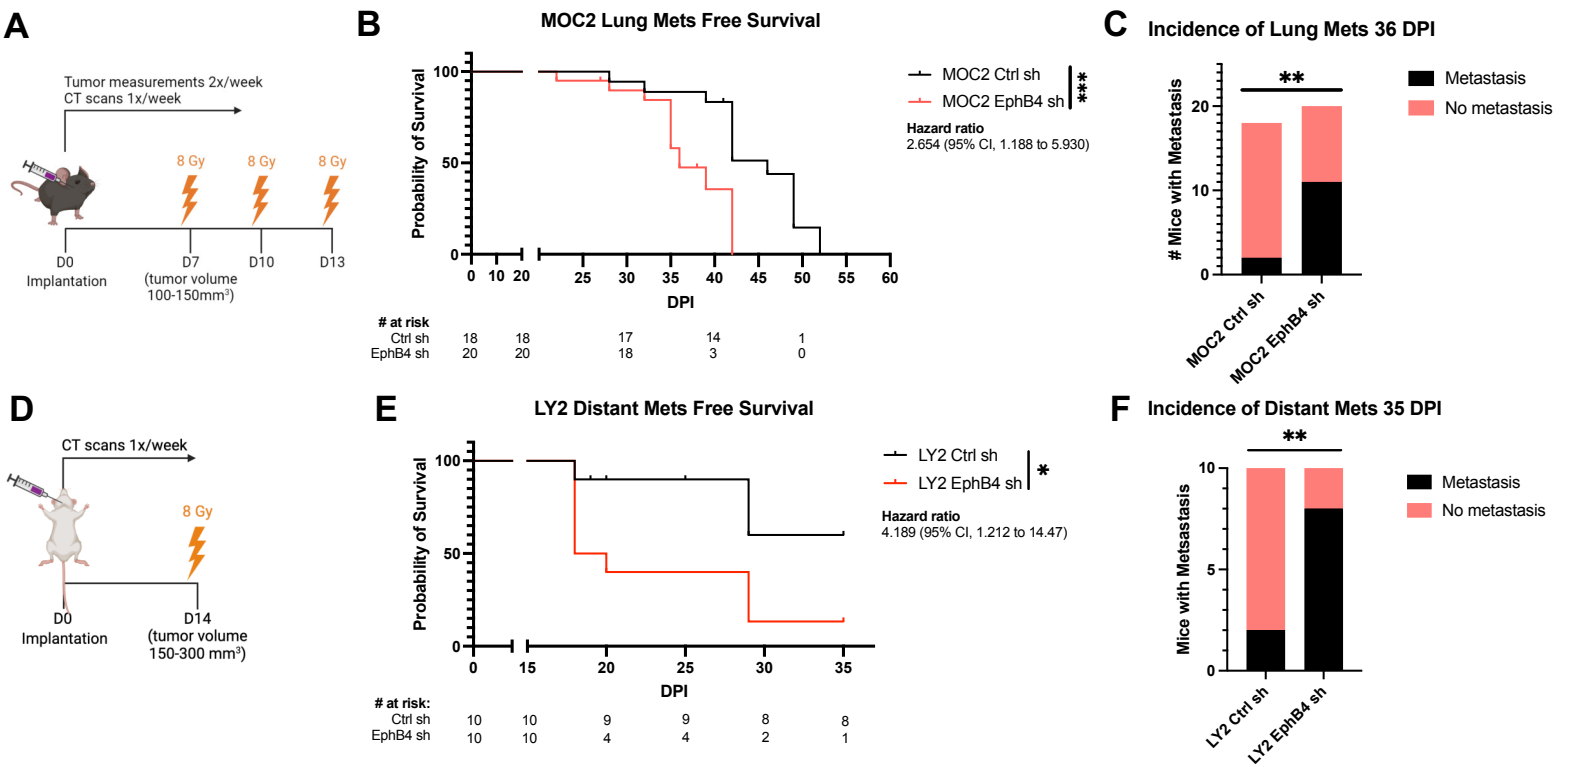 A
Tumor measurements 2x/week
CT scans 1x/week
8 Gy
8 Gy
8 Gy
D0
D7
D10
D13
Implantation
(tumor volume
100-150mm³)
B
MOC2 Lung Mets Free Survival
Probability of Survival
100
50
0
0 10 20 25 30 35 40 45 50 55 60
DPI
MOC2 Ctrl sh
MOC2 EphB4 sh
***
Hazard ratio
2.654 (95% CI, 1.188 to 5.930)
# at risk
Ctrl sh 18 18 17 14 1
EphB4 sh 20 20 18 3 0
C
Incidence of Lung Mets 36 DPI
**
# Mice with Metastasis
20
10
0
MOC2 Ctrl sh
MOC2 EphB4 sh
Metastasis
No metastasis
D
CT scans 1x/week
8 Gy
D0
D14
Implantation
(tumor volume
150-300 mm³)
E
LY2 Distant Mets Free Survival
Probability of Survival
100
50
0
0 15 20 25 30 35
DPI
LY2 Ctrl sh
LY2 EphB4 sh
*
Hazard ratio
4.189 (95% CI, 1.212 to 14.47)
# at risk:
Ctrl sh 10 10 9 9 8 8
EphB4 sh 10 10 4 4 2 1
F
Incidence of Distant Mets 35 DPI
**
Mice with Metsastasis
10
5
0
LY2 Ctrl sh
LY2 EphB4 sh
Metastasis
No metastasis